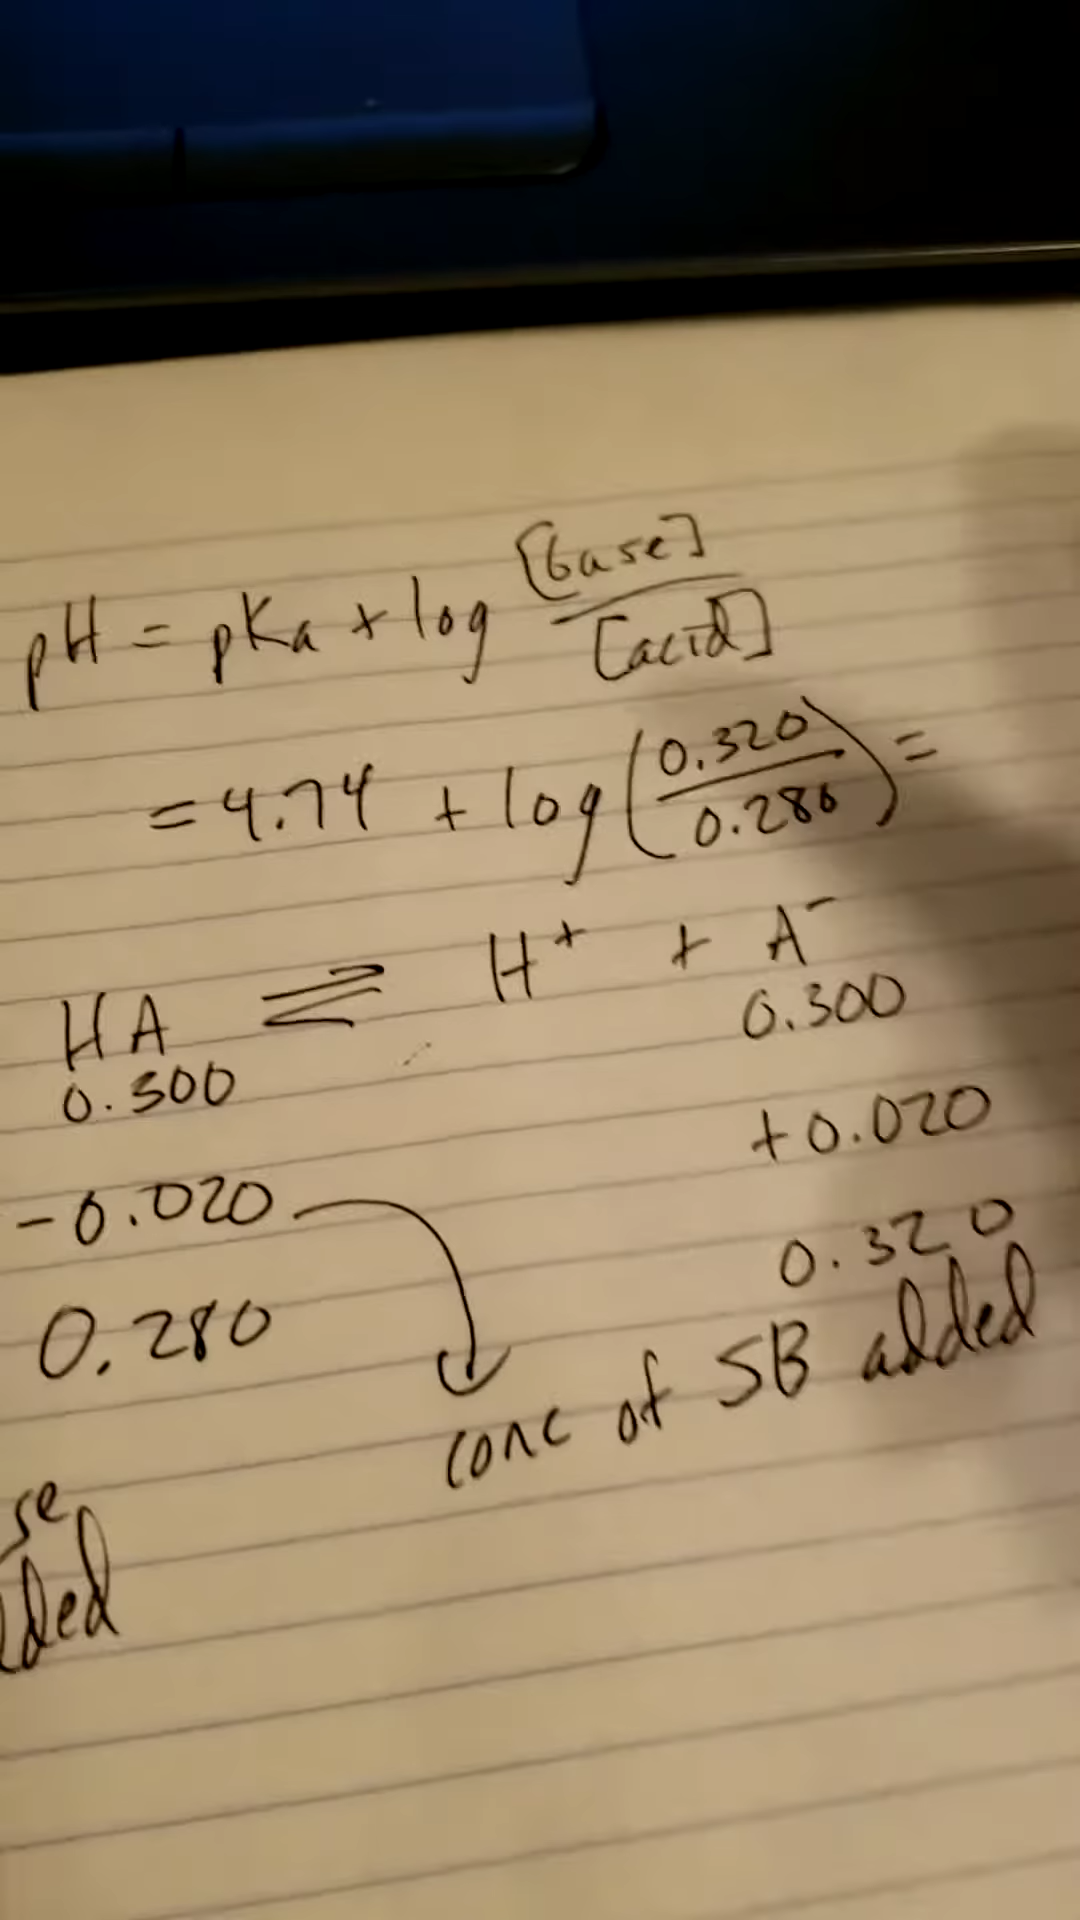 pH = pKa + log [base]/[acid]
= 4.74 + log(0.320/0.280) =
HA ⇌ H⁺ + A⁻
0.300 0.300
-0.020 +0.020
0.280 0.320
conc of SB added
se
ded